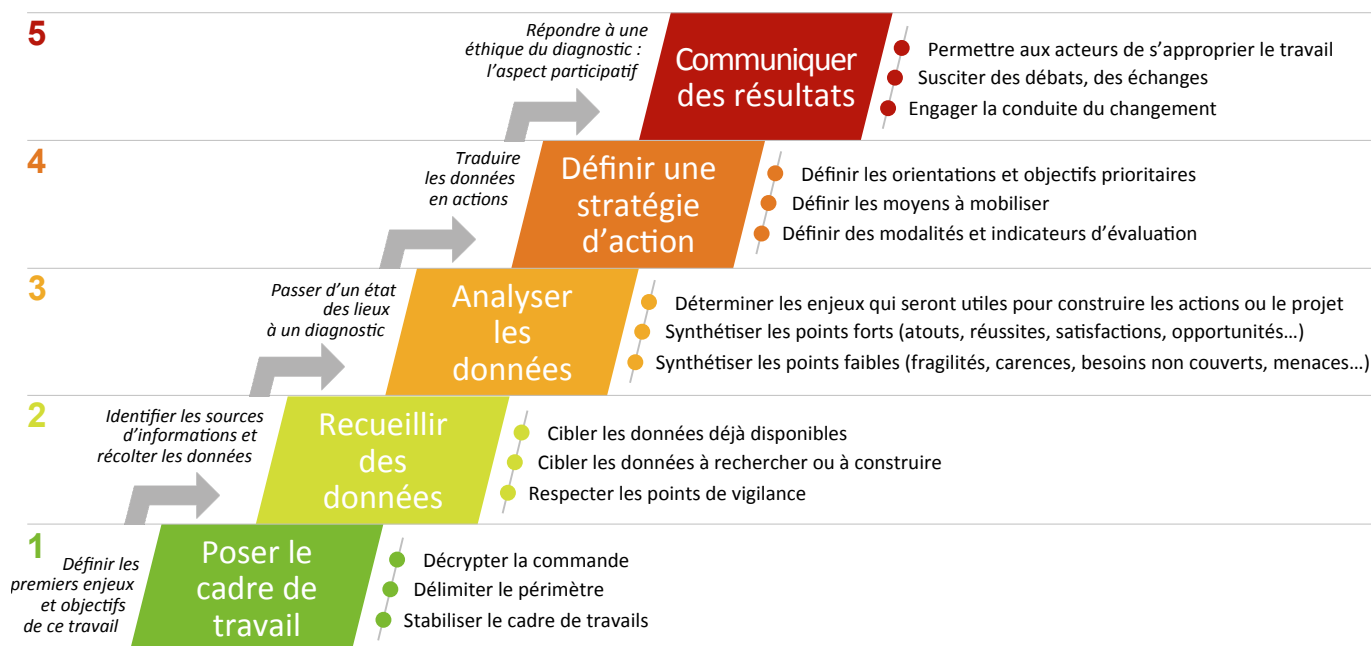 5
Répondre à une
éthique du diagnostic :
l'aspect participatif
Communiquer
des résultats
Permettre aux acteurs de s'approprier le travail
Susciter des débats, des échanges
Engager la conduite du changement
4
Traduire
les données
en actions
Définir une
stratégie
d'action
Définir les orientations et objectifs prioritaires
Définir les moyens à mobiliser
Définir des modalités et indicateurs d'évaluation
3
Passer d'un état
des lieux
à un diagnostic
Analyser
les
données
Déterminer les enjeux qui seront utiles pour construire les actions ou le projet
Synthétiser les points forts (atouts, réussites, satisfactions, opportunités…)
Synthétiser les points faibles (fragilités, carences, besoins non couverts, menaces…)
2
Identifier les sources
d'informations et
récolter les données
Recueillir
des
données
Cibler les données déjà disponibles
Cibler les données à rechercher ou à construire
Respecter les points de vigilance
1
Définir les
premiers enjeux
et objectifs
de ce travail
Poser le
cadre de
travail
Décrypter la commande
Délimiter le périmètre
Stabiliser le cadre de travails